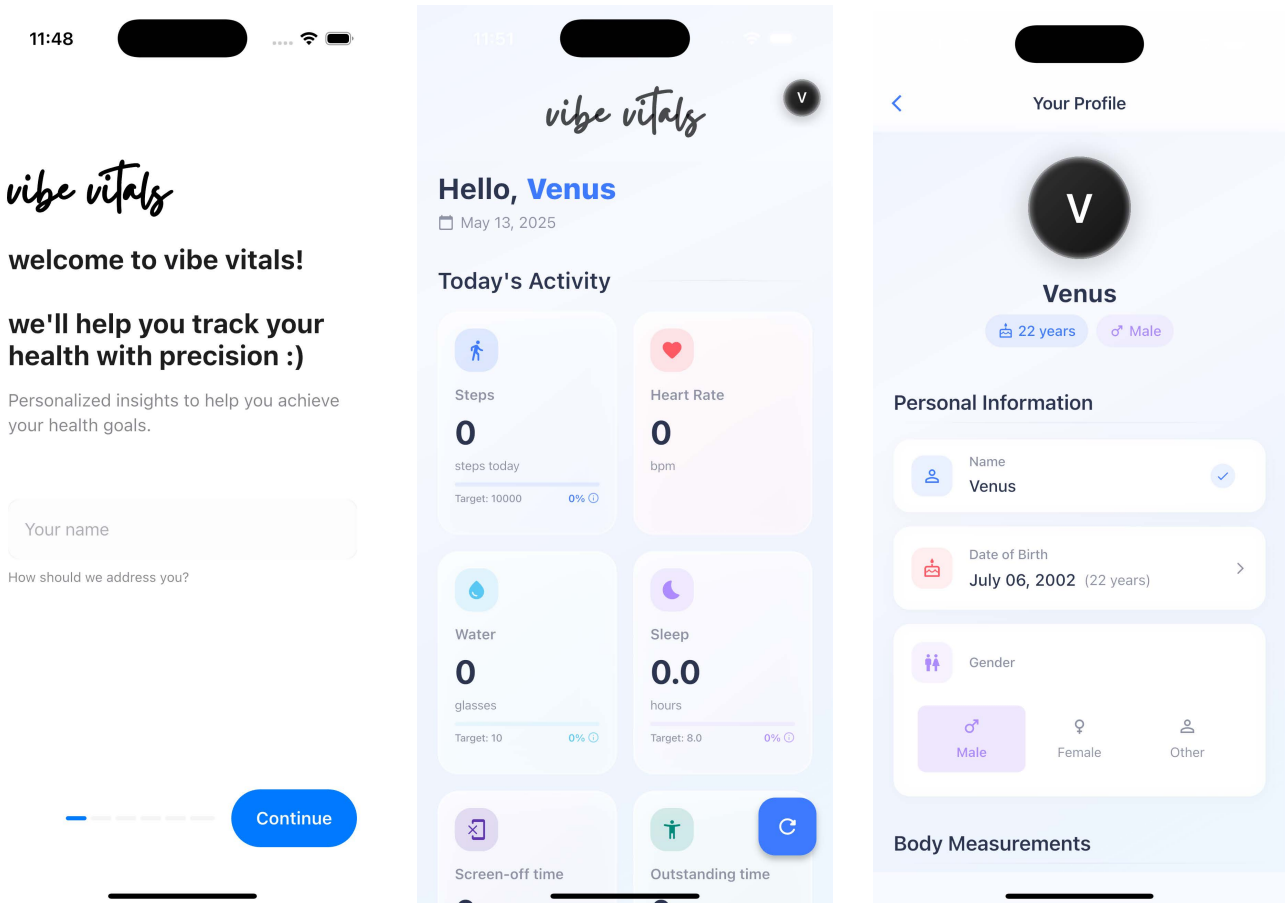 11:48
vibe vitals
welcome to vibe vitals!
we'll help you track your
health with precision :)
Personalized insights to help you achieve
your health goals.
Your name
How should we address you?
Continue
11:51
vibe vitals
V
Hello, Venus
May 13, 2025
Today's Activity
Steps
0
steps today
Target: 10000 0%
Heart Rate
0
bpm
Water
0
glasses
Target: 10 0%
Sleep
0.0
hours
Target: 8.0 0%
Screen-off time
Outstanding time
Your Profile
V
Venus
22 years
Male
Personal Information
Name
Venus
Date of Birth
July 06, 2002 (22 years)
Gender
Male
Female
Other
Body Measurements